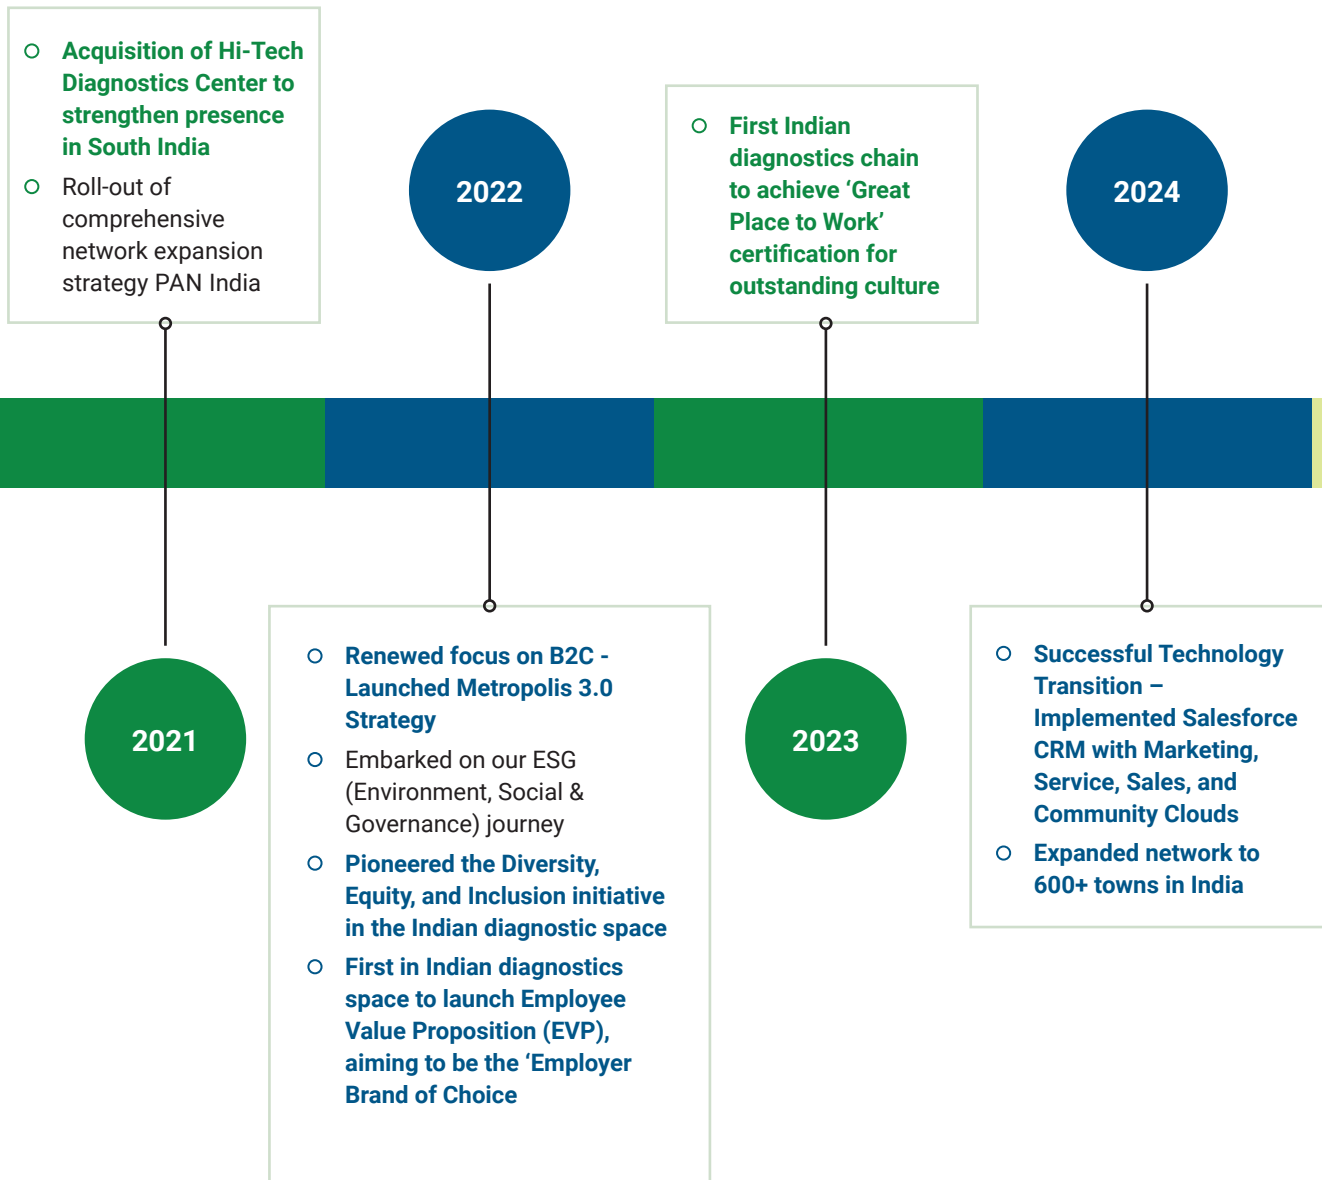 Acquisition of Hi-Tech
Diagnostics Center to
strengthen presence
in South India
Roll-out of
comprehensive
network expansion
strategy PAN India
2021
2022
Renewed focus on B2C -
Launched Metropolis 3.0
Strategy
Embarked on our ESG
(Environment, Social &
Governance) journey
Pioneered the Diversity,
Equity, and Inclusion initiative
in the Indian diagnostic space
First in Indian diagnostics
space to launch Employee
Value Proposition (EVP),
aiming to be the ‘Employer
Brand of Choice
First Indian
diagnostics chain
to achieve ‘Great
Place to Work’
certification for
outstanding culture
2023
2024
Successful Technology
Transition –
Implemented Salesforce
CRM with Marketing,
Service, Sales, and
Community Clouds
Expanded network to
600+ towns in India